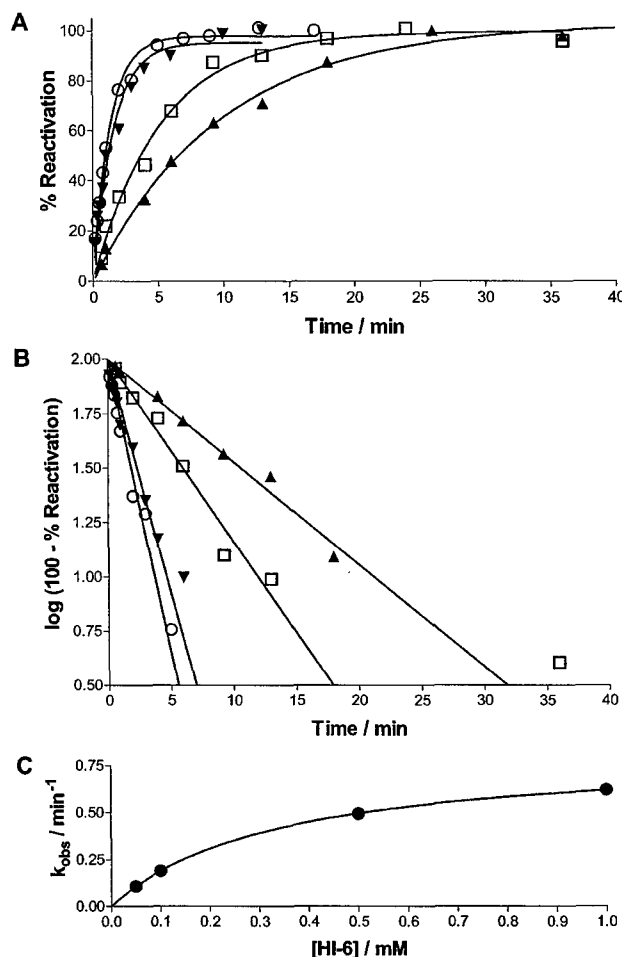 A
% Reactivation
100
80
60
40
20
0
0 5 10 15 20 25 30 35 40
Time / min
B
log (100 - % Reactivation)
2.00
1.75
1.50
1.25
1.00
0.75
0.50
0 5 10 15 20 25 30 35 40
Time / min
C
kobs / min-1
0.75
0.50
0.25
0.00
0.0 0.1 0.2 0.3 0.4 0.5 0.6 0.7 0.8 0.9 1.0
[HI-6] / mM